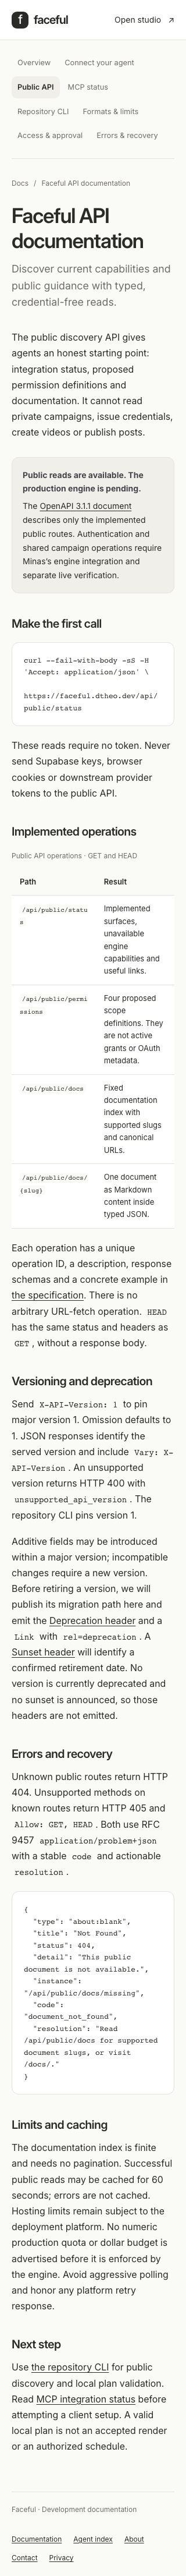 f faceful
Open studio ↗
Overview Connect your agent
Public API MCP status
Repository CLI Formats & limits
Access & approval Errors & recovery
Docs / Faceful API documentation
Faceful API
documentation
Discover current capabilities and
public guidance with typed,
credential-free reads.
The public discovery API gives
agents an honest starting point:
integration status, proposed
permission definitions and
documentation. It cannot read
private campaigns, issue credentials,
create videos or publish posts.
Public reads are available. The
production engine is pending.
The OpenAPI 3.1.1 document
describes only the implemented
public routes. Authentication and
shared campaign operations require
Minas's engine integration and
separate live verification.
Make the first call
curl --fail-with-body -sS -H
'Accept: application/json' \
https://faceful.dtheo.dev/api/
public/status
These reads require no token. Never
send Supabase keys, browser
cookies or downstream provider
tokens to the public API.
Implemented operations
Public API operations · GET and HEAD
Path Result
/api/public/statu
s
Implemented
surfaces,
unavailable
engine
capabilities and
useful links.
/api/public/permi
ssions
Four proposed
scope
definitions. They
are not active
grants or OAuth
metadata.
/api/public/docs
Fixed
documentation
index with
supported slugs
and canonical
URLs.
/api/public/docs/
{slug}
One document
as Markdown
content inside
typed JSON.
Each operation has a unique
operation ID, a description, response
schemas and a concrete example in
the specification. There is no
arbitrary URL-fetch operation. HEAD
has the same status and headers as
GET , without a response body.
Versioning and deprecation
Send X-API-Version: 1 to pin
major version 1. Omission defaults to
1. JSON responses identify the
served version and include Vary: X-
API-Version . An unsupported
version returns HTTP 400 with
unsupported_api_version . The
repository CLI pins version 1.
Additive fields may be introduced
within a major version; incompatible
changes require a new version.
Before retiring a version, we will
publish its migration path here and
emit the Deprecation header and a
Link with rel=deprecation . A
Sunset header will identify a
confirmed retirement date. No
version is currently deprecated and
no sunset is announced, so those
headers are not emitted.
Errors and recovery
Unknown public routes return HTTP
404. Unsupported methods on
known routes return HTTP 405 and
Allow: GET, HEAD . Both use RFC
9457 application/problem+json
with a stable code and actionable
resolution .
{
"type": "about:blank",
"title": "Not Found",
"status": 404,
"detail": "This public
document is not available.",
"instance":
"/api/public/docs/missing",
"code":
"document_not_found",
"resolution": "Read
/api/public/docs for supported
document slugs, or visit
/docs/."
}
Limits and caching
The documentation index is finite
and needs no pagination. Successful
public reads may be cached for 60
seconds; errors are not cached.
Hosting limits remain subject to the
deployment platform. No numeric
production quota or dollar budget is
advertised before it is enforced by
the engine. Avoid aggressive polling
and honor any platform retry
response.
Next step
Use the repository CLI for public
discovery and local plan validation.
Read MCP integration status before
attempting a client setup. A valid
local plan is not an accepted render
or an authorized schedule.
Faceful · Development documentation
Documentation Agent index About
Contact Privacy